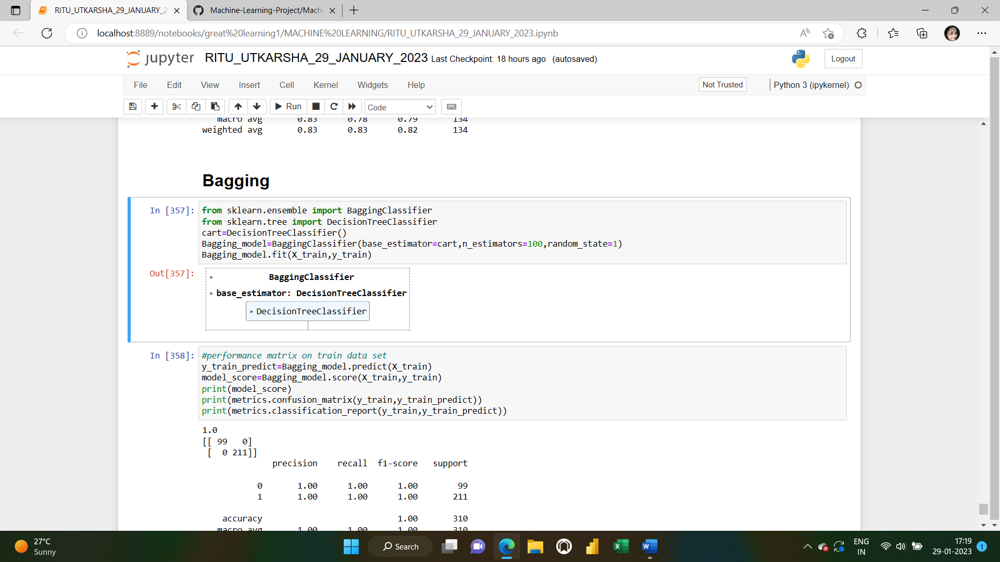 RITU_UTKARSHA_29_JANUARY_2
Machine-Learning-Project/Machi
localhost:8889/notebooks/great%20learning1/MACHINE%20LEARNING/RITU_UTKARSHA_29_JANUARY_2023.ipynb
jupyter RITU_UTKARSHA_29_JANUARY_2023 Last Checkpoint: 18 hours ago (autosaved)
Logout
File Edit View Insert Cell Kernel Widgets Help
Not Trusted
Python 3 (ipykernel)
Run
Code
macro avg 0.83 0.78 0.79 134
weighted avg 0.83 0.83 0.82 134
Bagging
In [357]: from sklearn.ensemble import BaggingClassifier
from sklearn.tree import DecisionTreeClassifier
cart=DecisionTreeClassifier()
Bagging_model=BaggingClassifier(base_estimator=cart,n_estimators=100,random_state=1)
Bagging_model.fit(X_train,y_train)
Out[357]: BaggingClassifier
base_estimator: DecisionTreeClassifier
DecisionTreeClassifier
In [358]: #performance matrix on train data set
y_train_predict=Bagging_model.predict(X_train)
model_score=Bagging_model.score(X_train,y_train)
print(model_score)
print(metrics.confusion_matrix(y_train,y_train_predict))
print(metrics.classification_report(y_train,y_train_predict))
1.0
[[ 99 0]
[ 0 211]]
precision recall f1-score support
0 1.00 1.00 1.00 99
1 1.00 1.00 1.00 211
accuracy 1.00 310
macro avg 1.00 1.00 1.00 310
27°C
Sunny
Search
ENG
IN
17:19
29-01-2023
1